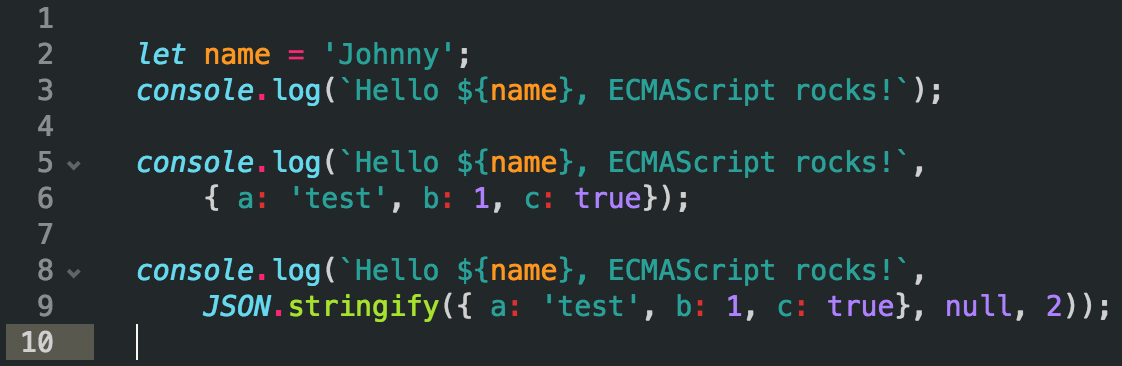 1
2 let name = 'Johnny';
3 console.log(`Hello ${name}, ECMAScript rocks!`);
4
5 console.log(`Hello ${name}, ECMAScript rocks!`,
6 { a: 'test', b: 1, c: true});
7
8 console.log(`Hello ${name}, ECMAScript rocks!`,
9 JSON.stringify({ a: 'test', b: 1, c: true}, null, 2));
10